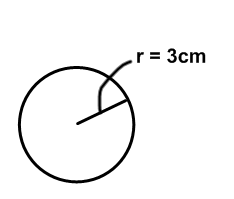 r = 3cm